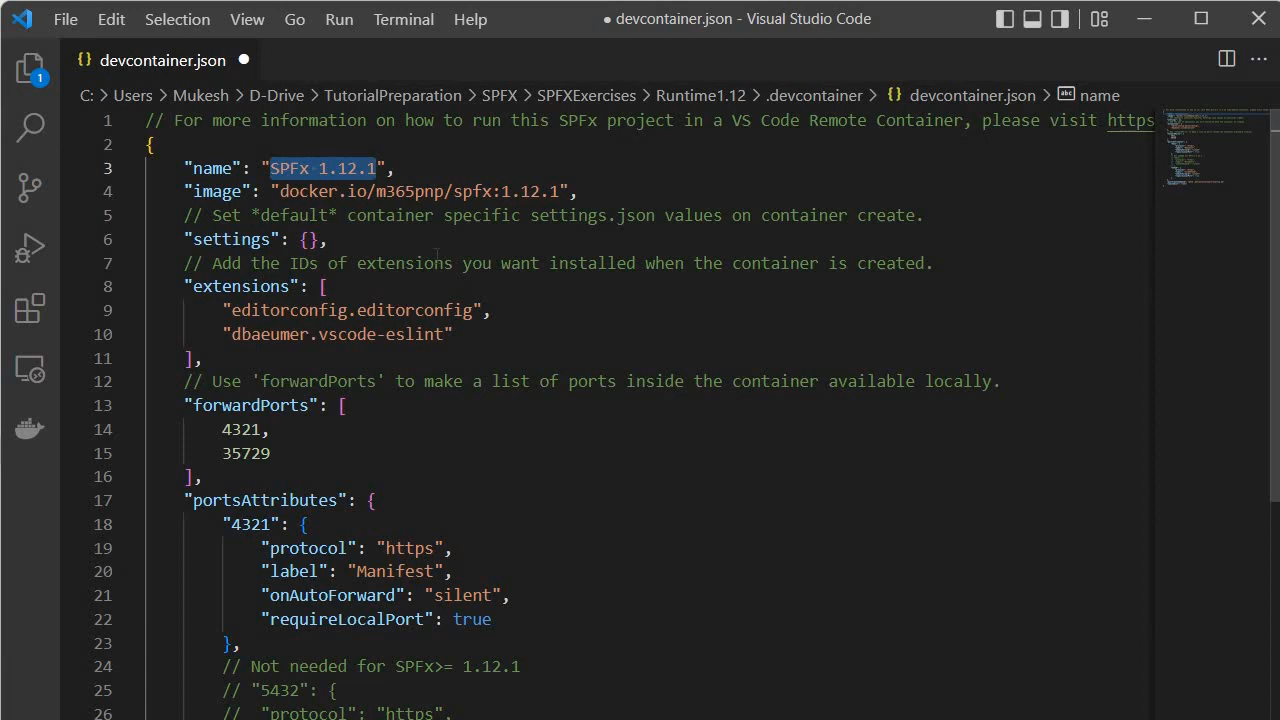 File Edit Selection View Go Run Terminal Help ● devcontainer.json - Visual Studio Code
{} devcontainer.json ●
C: > Users > Mukesh > D-Drive > TutorialPreparation > SPFX > SPFXExercises > Runtime1.12 > .devcontainer > {} devcontainer.json > abc name
1
1 // For more information on how to run this SPFx project in a VS Code Remote Container, please visit https
2 {
3 "name": "SPFx 1.12.1",
4 "image": "docker.io/m365pnp/spfx:1.12.1",
5 // Set *default* container specific settings.json values on container create.
6 "settings": {},
7 // Add the IDs of extensions you want installed when the container is created.
8 "extensions": [
9 "editorconfig.editorconfig",
10 "dbaeumer.vscode-eslint"
11 ],
12 // Use 'forwardPorts' to make a list of ports inside the container available locally.
13 "forwardPorts": [
14 4321,
15 35729
16 ],
17 "portsAttributes": {
18 "4321": {
19 "protocol": "https",
20 "label": "Manifest",
21 "onAutoForward": "silent",
22 "requireLocalPort": true
23 },
24 // Not needed for SPFx>= 1.12.1
25 // "5432": {
26 // "protocol": "https",